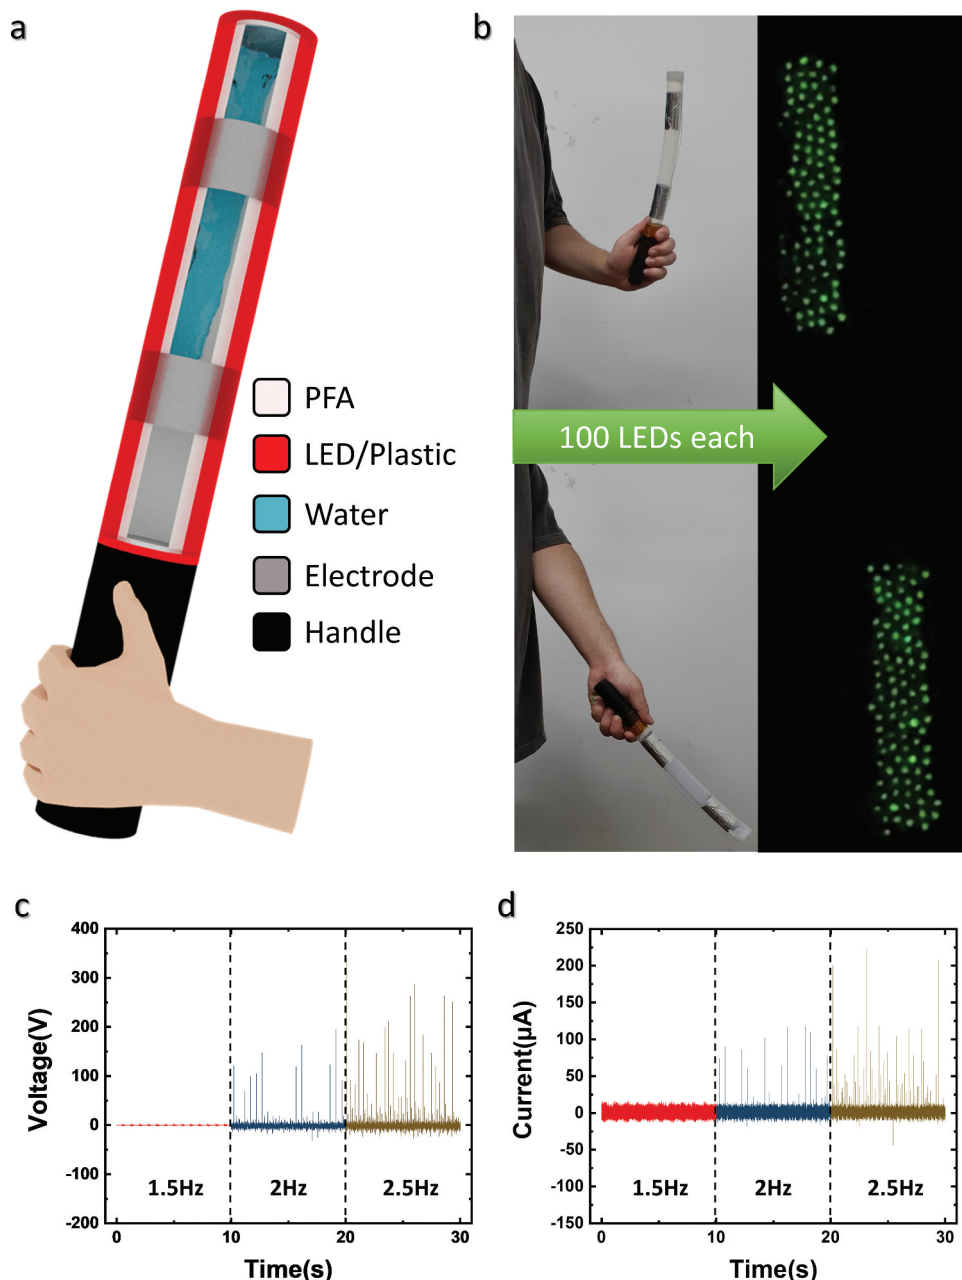 a
PFA
LED/Plastic
Water
Electrode
Handle
b
100 LEDs each
c
400
300
200
100
0
-100
-200
Voltage(V)
1.5Hz
2Hz
2.5Hz
0
10
20
30
Time(s)
d
250
200
150
100
50
0
-50
-100
-150
Current(μA)
1.5Hz
2Hz
2.5Hz
0
10
20
30
Time(s)